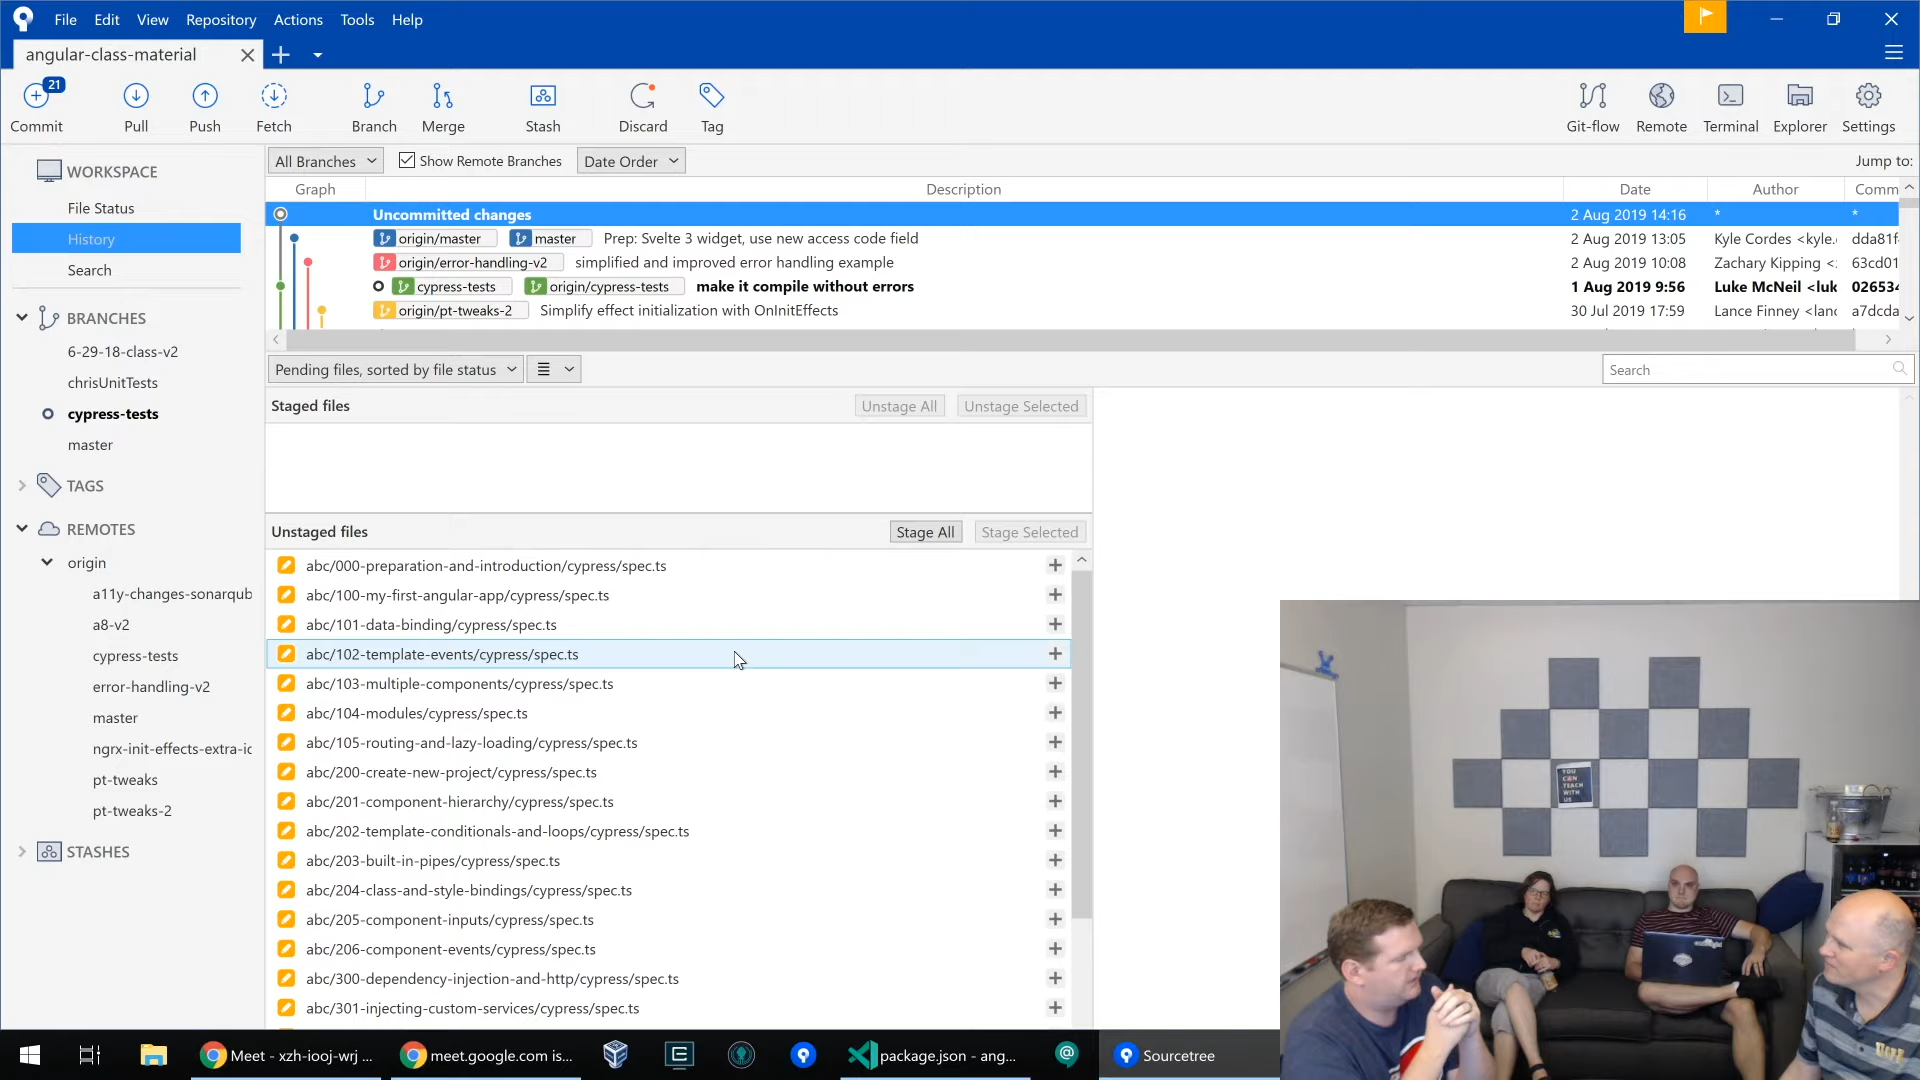 File Edit View Repository Actions Tools Help
angular-class-material
21
Commit Pull Push Fetch Branch Merge Stash Discard Tag Git-flow Remote Terminal Explorer Settings
WORKSPACE
File Status
History
Search
BRANCHES
6-29-18-class-v2
chrisUnitTests
cypress-tests
master
TAGS
REMOTES
origin
a11y-changes-sonarqub
a8-v2
cypress-tests
error-handling-v2
master
ngrx-init-effects-extra-ic
pt-tweaks
pt-tweaks-2
STASHES
All Branches Show Remote Branches Date Order Jump to:
Graph Description Date Author Comm
Uncommitted changes 2 Aug 2019 14:16 * *
origin/master master Prep: Svelte 3 widget, use new access code field 2 Aug 2019 13:05 Kyle Cordes <kyle. dda81f
origin/error-handling-v2 simplified and improved error handling example 2 Aug 2019 10:08 Zachary Kipping < 63cd01
cypress-tests origin/cypress-tests make it compile without errors 1 Aug 2019 9:56 Luke McNeil <luk 026534
origin/pt-tweaks-2 Simplify effect initialization with OnInitEffects 30 Jul 2019 17:59 Lance Finney <lanc a7dcda
Pending files, sorted by file status Search
Staged files Unstage All Unstage Selected
Unstaged files Stage All Stage Selected
abc/000-preparation-and-introduction/cypress/spec.ts
abc/100-my-first-angular-app/cypress/spec.ts
abc/101-data-binding/cypress/spec.ts
abc/102-template-events/cypress/spec.ts
abc/103-multiple-components/cypress/spec.ts
abc/104-modules/cypress/spec.ts
abc/105-routing-and-lazy-loading/cypress/spec.ts
abc/200-create-new-project/cypress/spec.ts
abc/201-component-hierarchy/cypress/spec.ts
abc/202-template-conditionals-and-loops/cypress/spec.ts
abc/203-built-in-pipes/cypress/spec.ts
abc/204-class-and-style-bindings/cypress/spec.ts
abc/205-component-inputs/cypress/spec.ts
abc/206-component-events/cypress/spec.ts
abc/300-dependency-injection-and-http/cypress/spec.ts
abc/301-injecting-custom-services/cypress/spec.ts
YOU
CAN
TEACH
WITH
US
Meet - xzh-iooj-wrj ... meet.google.com is... package.json - ang... Sourcetree